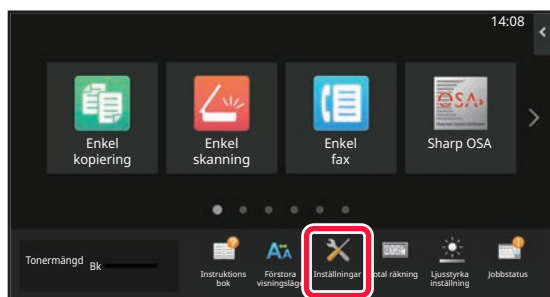 14:08
Enkel
kopiering
Enkel
skanning
Enkel
fax
OSA
Sharp OSA
Tonermängd
Bk
Instruktions
bok
Förstora
visningsläge
Inställningar
otal räkning
Ljusstyrka
inställning
Jobbstatus